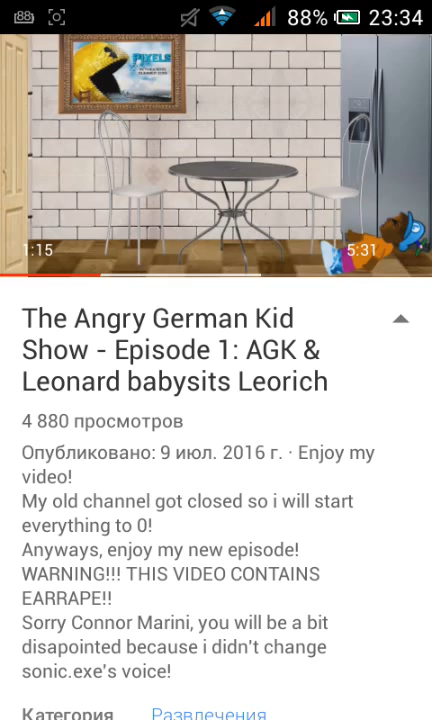 88
88% 23:34
PIXELS
1:15 5:31
The Angry German Kid
Show - Episode 1: AGK &
Leonard babysits Leorich
4 880 просмотров
Опубликовано: 9 июл. 2016 г. · Enjoy my
video!
My old channel got closed so i will start
everything to 0!
Anyways, enjoy my new episode!
WARNING!!! THIS VIDEO CONTAINS
EARRAPE!!
Sorry Connor Marini, you will be a bit
disapointed because i didn't change
sonic.exe's voice!
Категория Развлечения